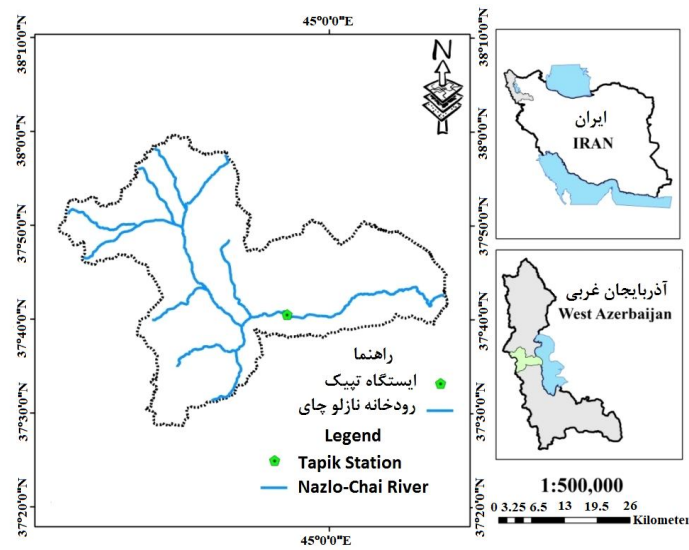 45°0'0"E
38°10'0"N
38°0'0"N
37°50'0"N
37°40'0"N
37°30'0"N
37°20'0"N
N
راهنما
ایستگاه تپیک
رودخانه نازلو چای
Legend
Tapik Station
Nazlo-Chai River
45°0'0"E
38°10'0"N
38°0'0"N
37°50'0"N
37°40'0"N
37°30'0"N
37°20'0"N
ایران
IRAN
آذربایجان غربی
West Azerbaijan
1:500,000
0 3.25 6.5 13 19.5 26
Kilometer